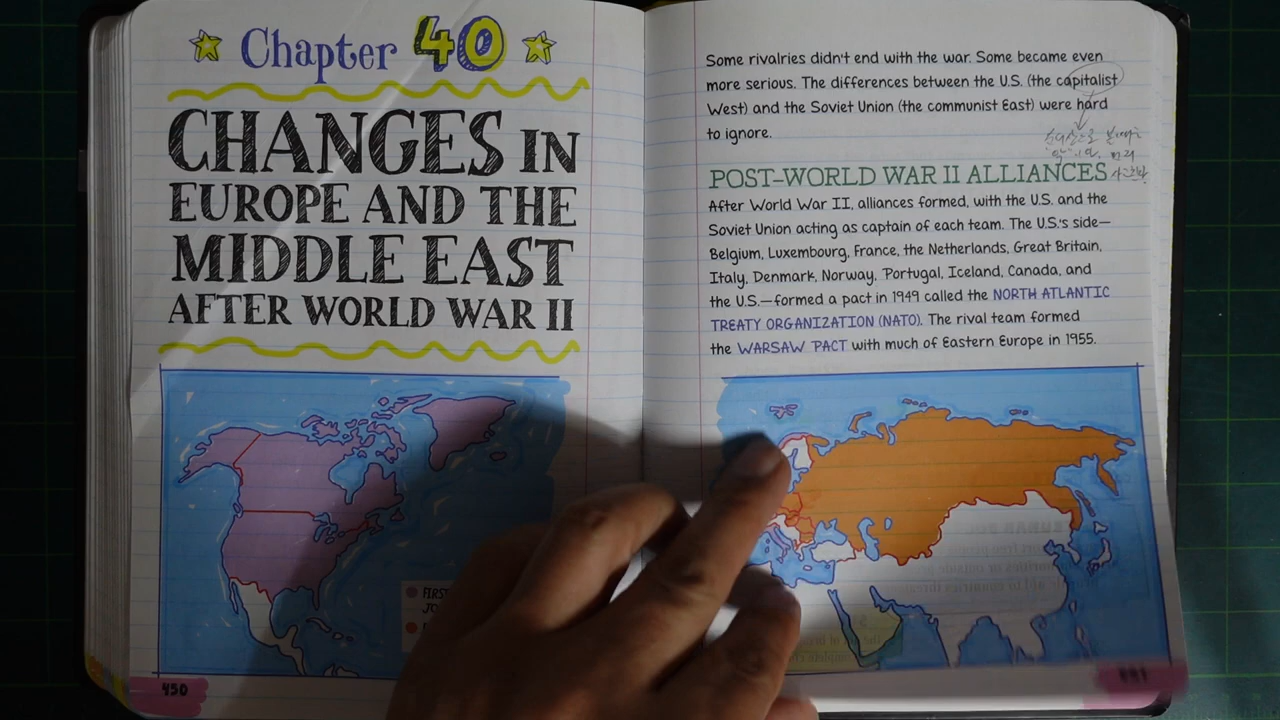 Chapter 40
CHANGES IN
EUROPE AND THE
MIDDLE EAST
AFTER WORLD WAR II
FIRS
JO
450
Some rivalries didn't end with the war. Some became even
more serious. The differences between the U.S. (the capitalist
West) and the Soviet Union (the communist East) were hard
to ignore.
POST-WORLD WAR II ALLIANCES
After World War II, alliances formed, with the U.S. and the
Soviet Union acting as captain of each team. The U.S.'s side—
Belgium, Luxembourg, France, the Netherlands, Great Britain,
Italy, Denmark, Norway, Portugal, Iceland, Canada, and
the U.S.—formed a pact in 1949 called the NORTH ATLANTIC
TREATY ORGANIZATION (NATO). The rival team formed
the WARSAW PACT with much of Eastern Europe in 1955.